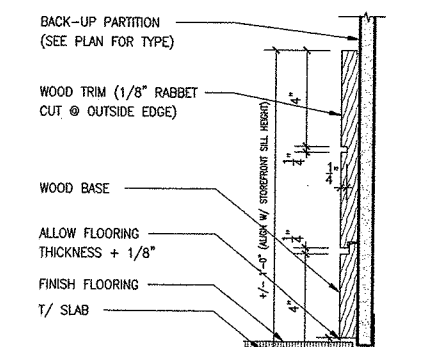 BACK-UP PARTITION
(SEE PLAN FOR TYPE)
WOOD TRIM (1/8" RABBET
CUT @ OUTSIDE EDGE)
WOOD BASE
ALLOW FLOORING
THICKNESS + 1/8"
FINISH FLOORING
T/ SLAB
+/- 1'-0" (ALIGN W/ STOREFRONT SILL HEIGHT)
4"
1/4"
1/4"
1/4"
4"